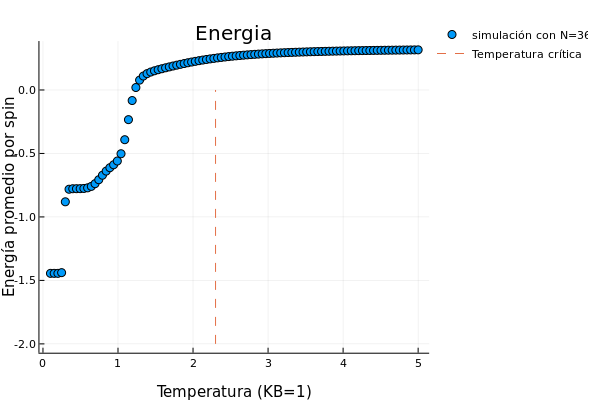 Energia
simulación con N=36
Temperatura crítica
Energía promedio por spin
0.0
-0.5
-1.0
-1.5
-2.0
0 1 2 3 4 5
Temperatura (KB=1)